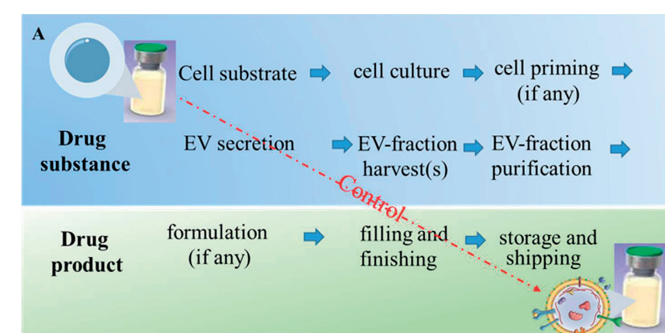 A
Cell substrate cell culture cell priming
(if any)
Drug
substance
EV secretion EV-fraction EV-fraction
harvest(s) purification
Control
Drug
product
formulation filling and storage and
(if any) finishing shipping